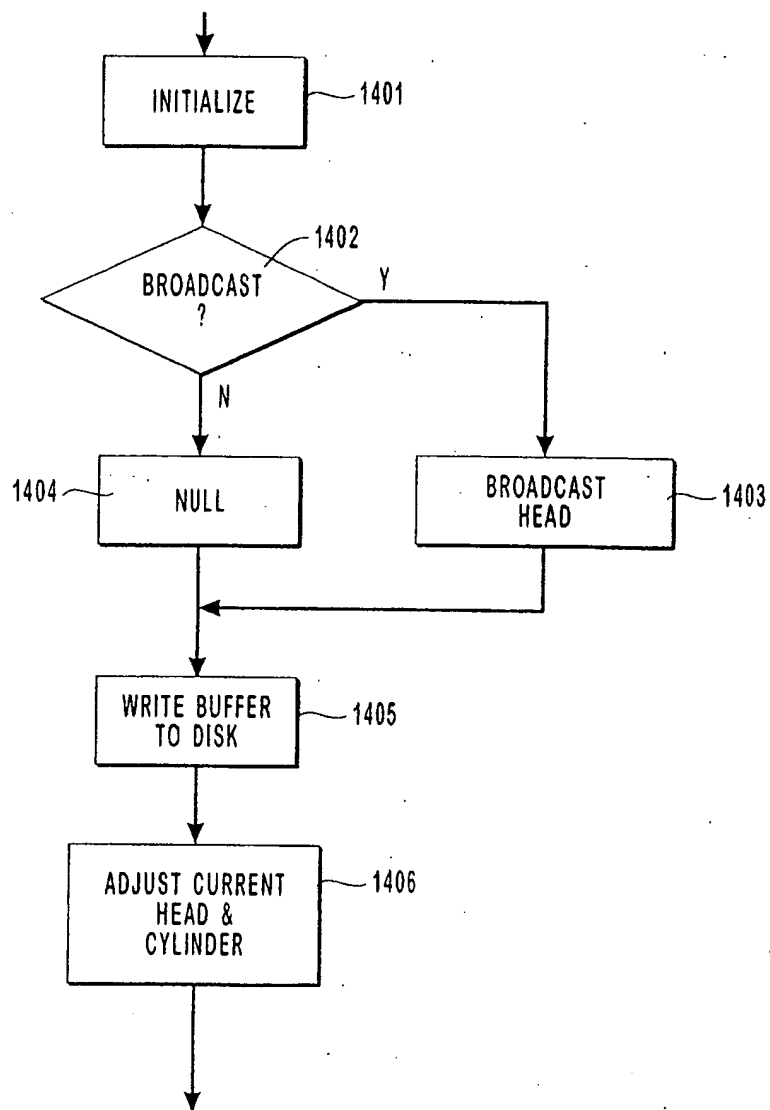 INITIALIZE
1401
1402
BROADCAST
?
Y
N
1404
NULL
BROADCAST
HEAD
1403
WRITE BUFFER
TO DISK
1405
ADJUST CURRENT
HEAD &
CYLINDER
1406